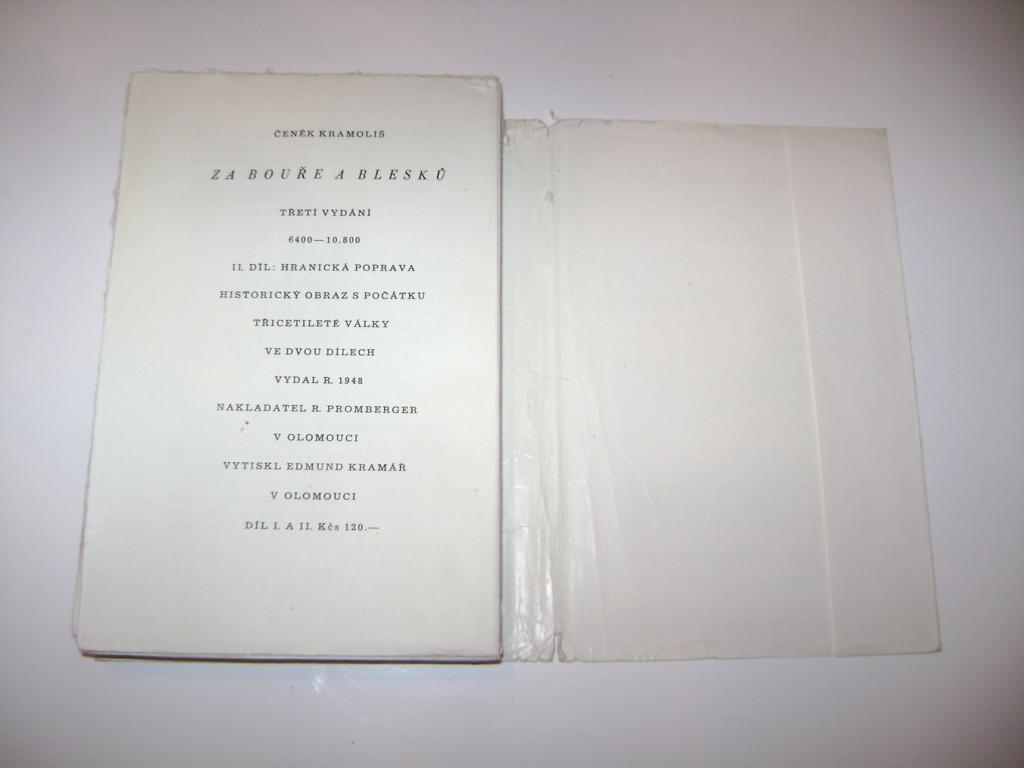 ČENĚK KRAMOLIŠ
ZA BOUŘE A BLESKŮ
TŘETÍ VYDÁNÍ
6400—10.800
II. DÍL: HRANICKÁ POPRAVA
HISTORICKÝ OBRAZ S POČÁTKU
TŘICETILETÉ VÁLKY
VE DVOU DÍLECH
VYDAL R. 1948
NAKLADATEL R. PROMBERGER
V OLOMOUCI
VYTISKL EDMUND KRAMÁŘ
V OLOMOUCI
DÍL I. A II. Kčs 120.—